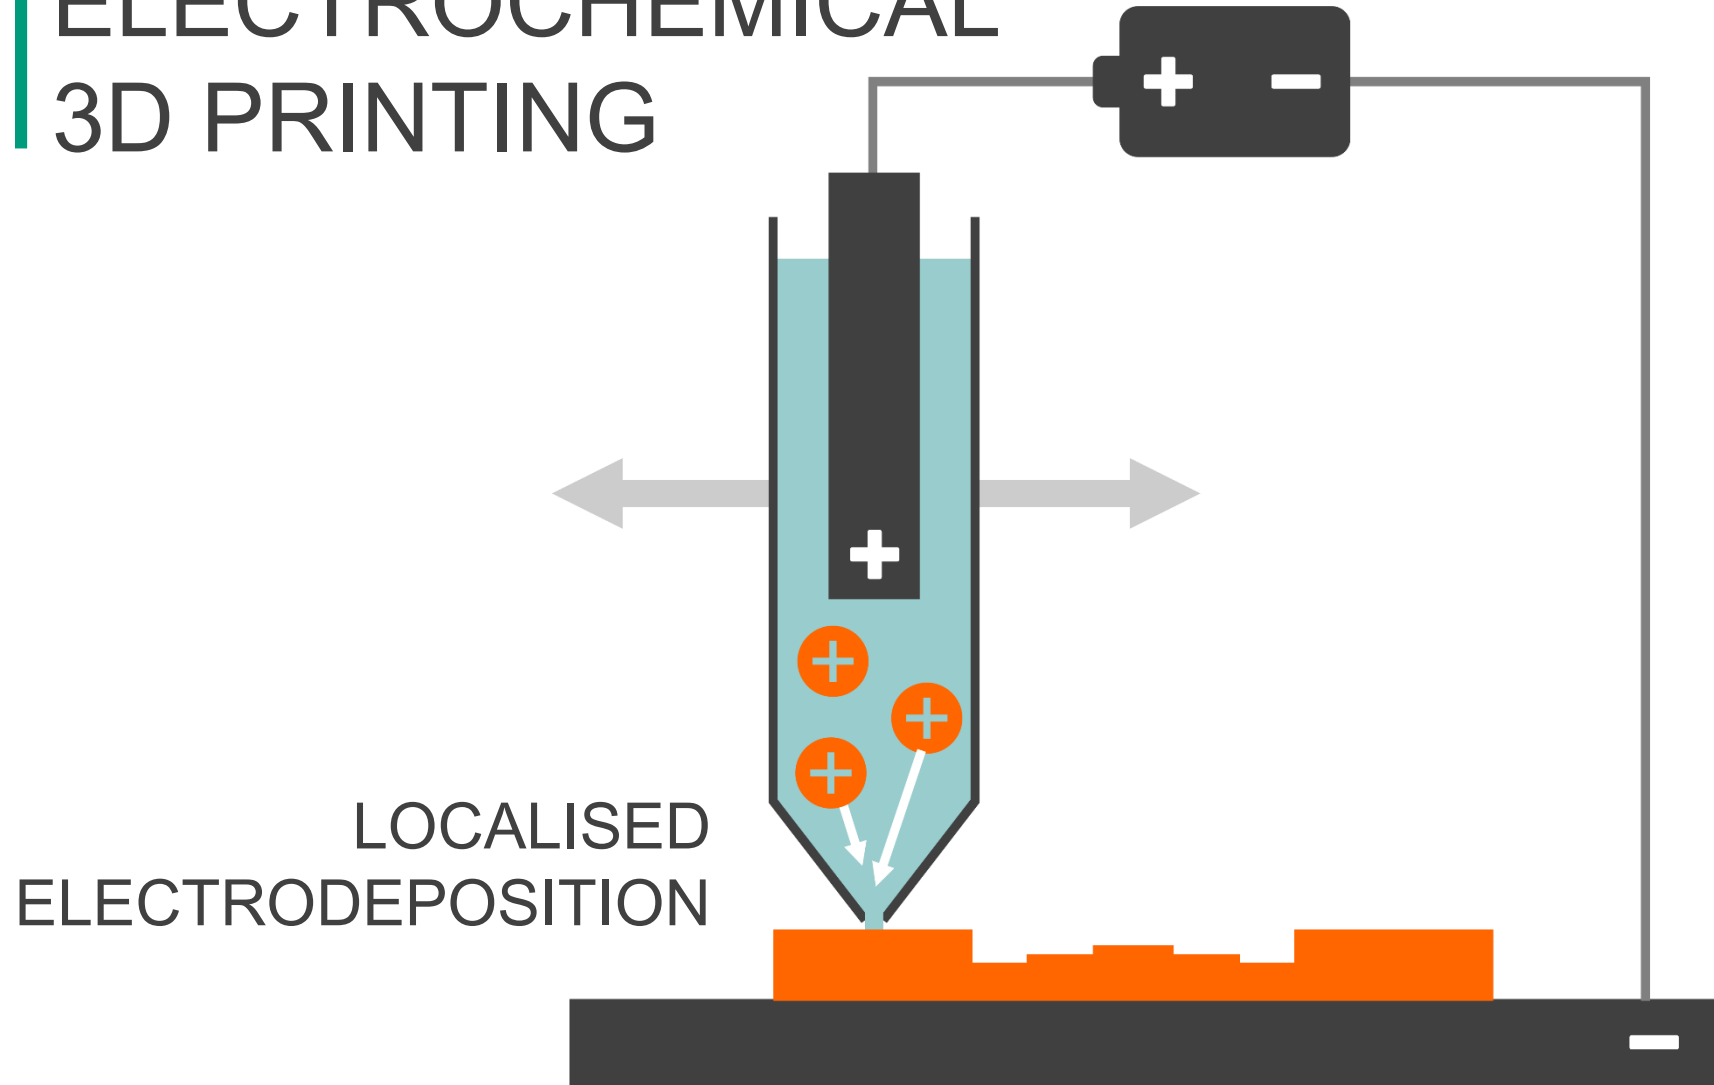 ELECTROCHEMICAL
3D PRINTING
+ −
+
+
+
+
LOCALISED
ELECTRODEPOSITION
−